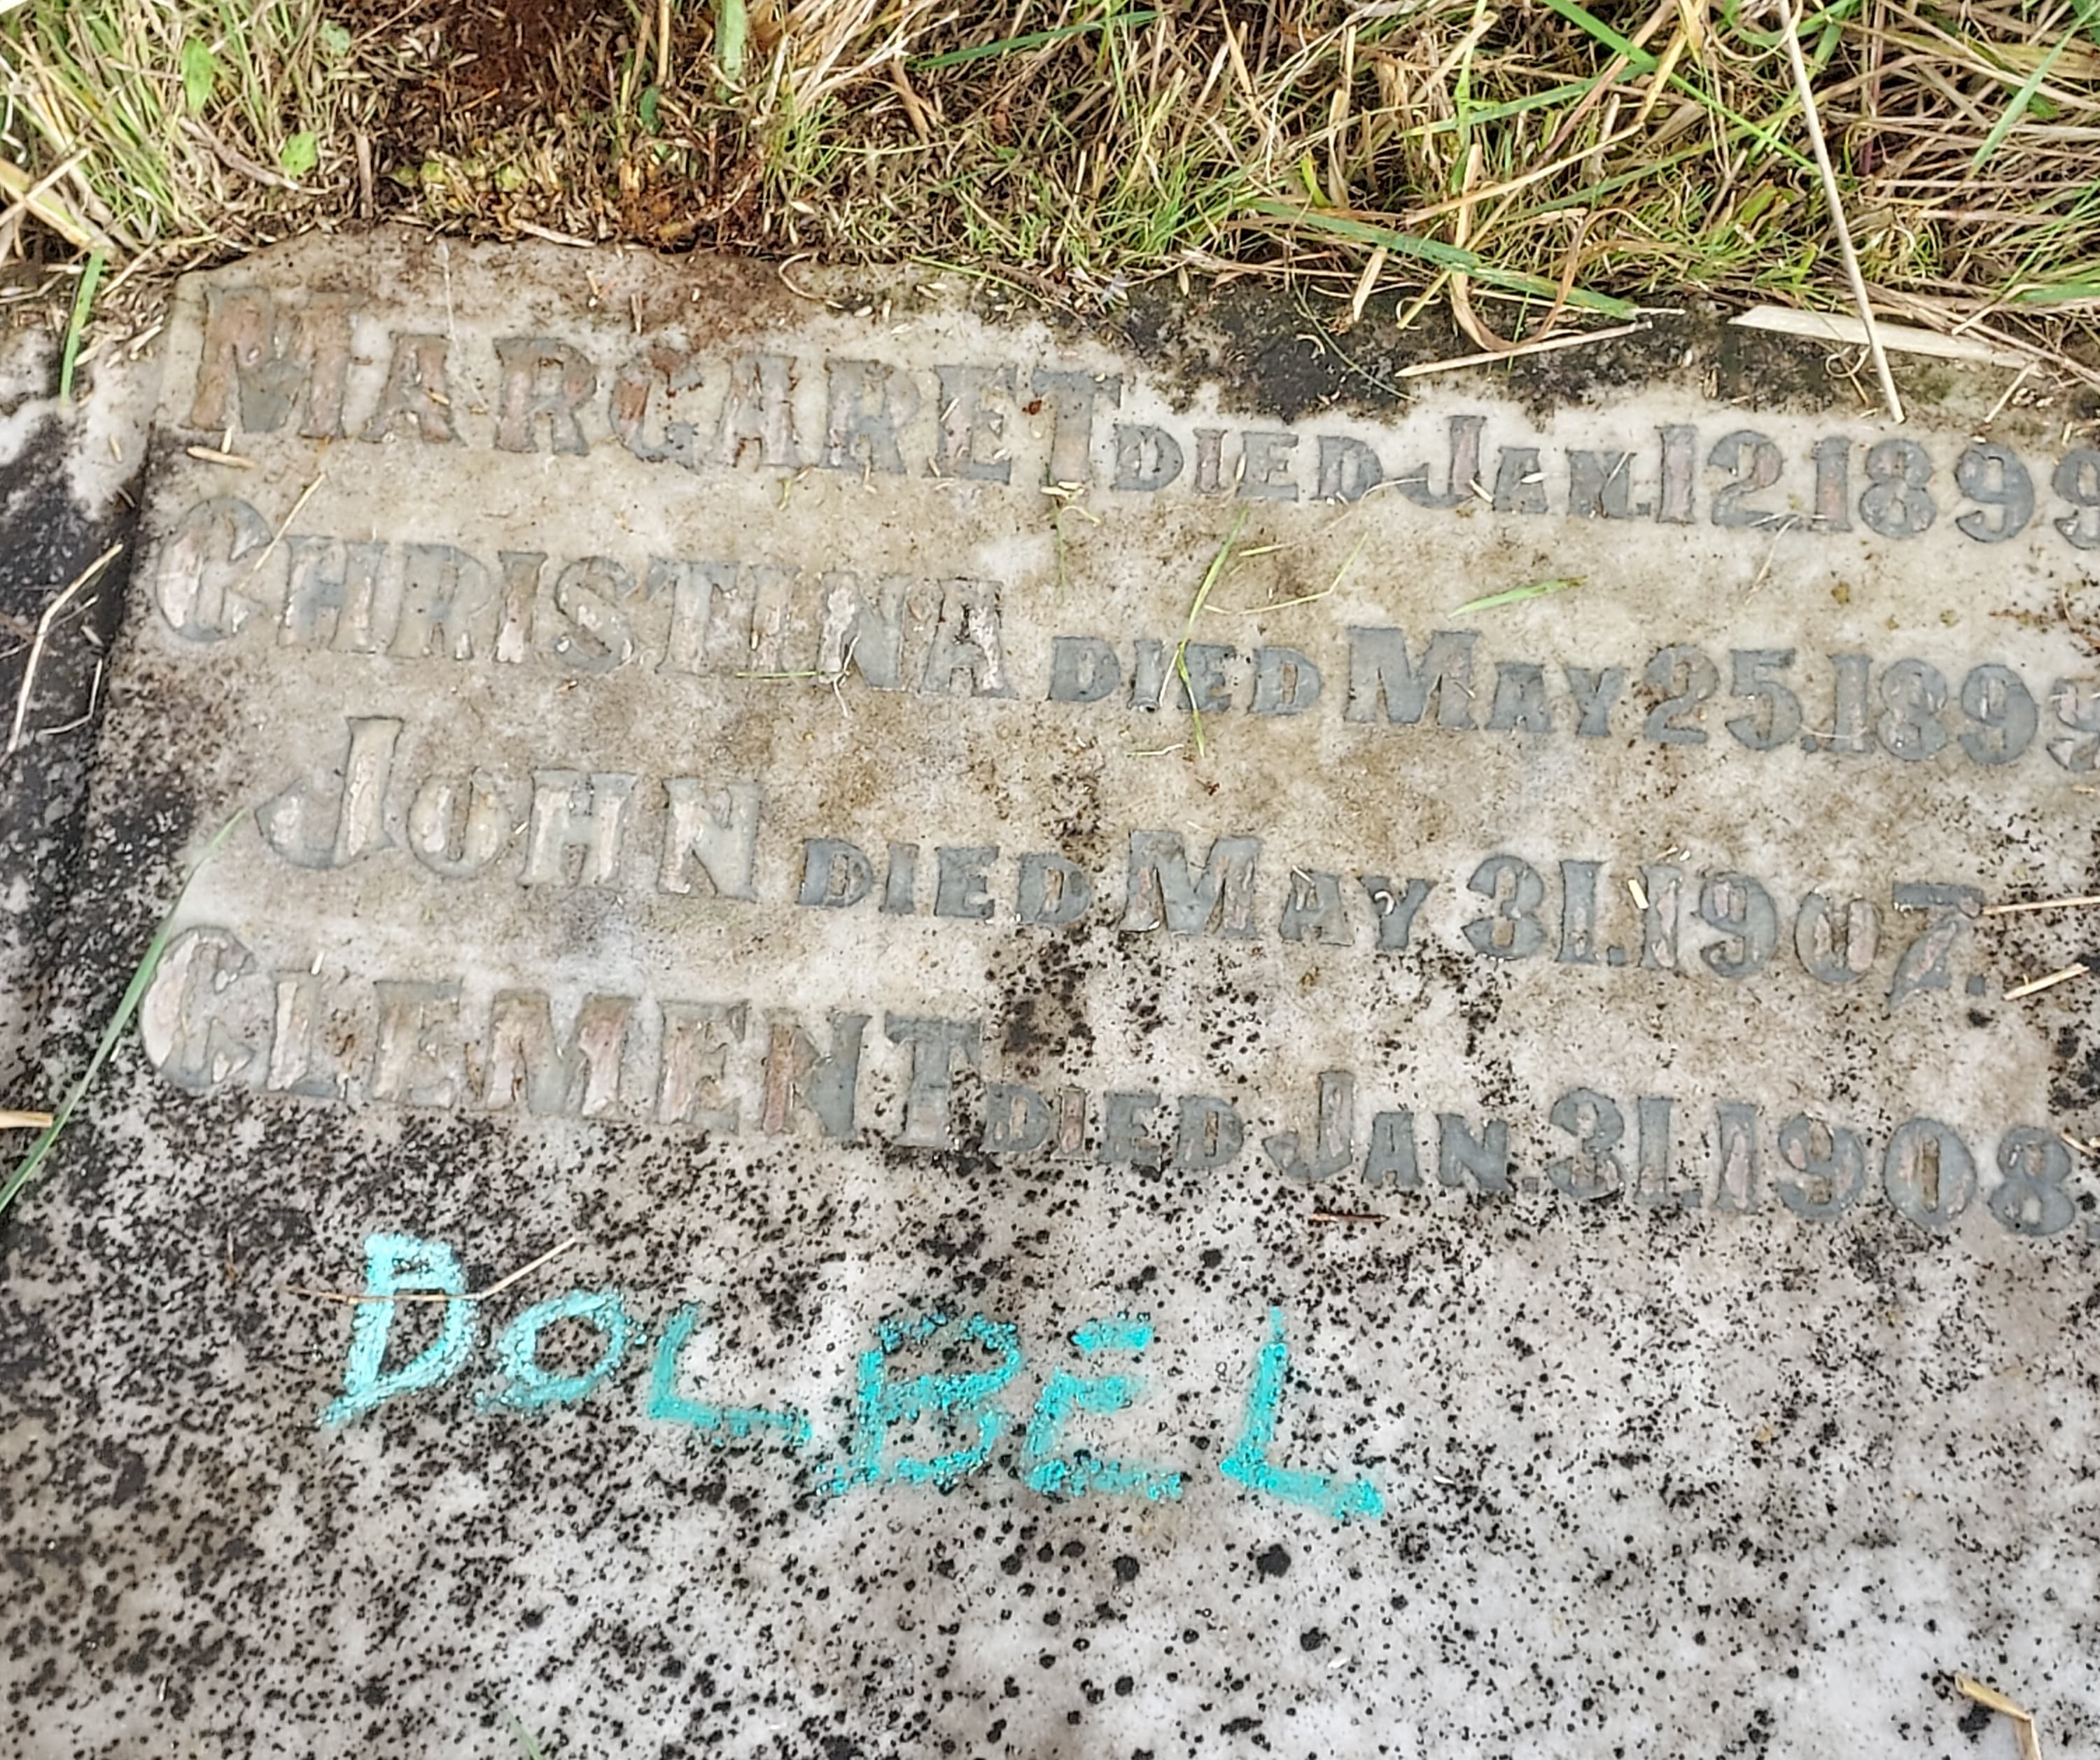 MARGARET DIED JAN. 12. 1899
CHRISTINA DIED MAY 25. 1899
JOHN DIED MAY 31. 1907.
CLEMENT DIED JAN. 31. 1908
DOLBEL